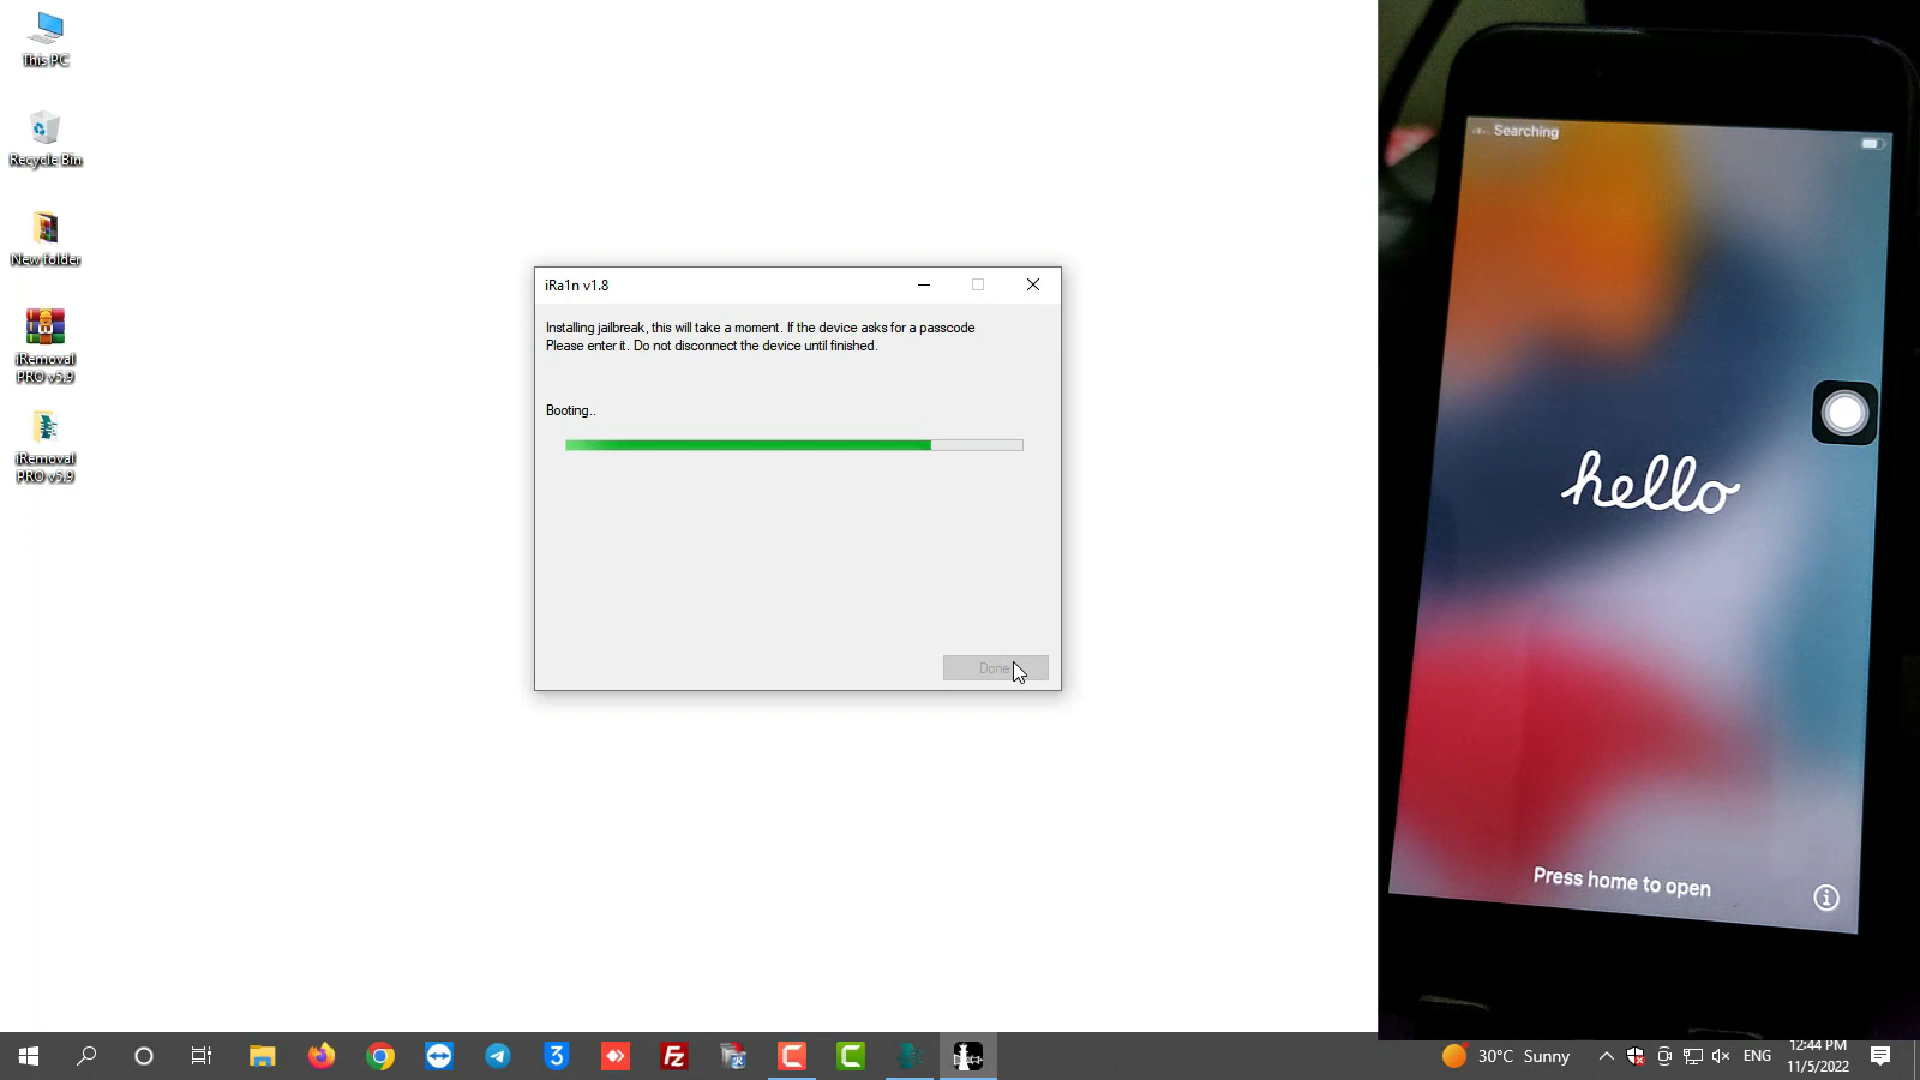 This PC
Recycle Bin
New folder
iRemoval
PRO v5.9
iRemoval
PRO v5.9
iRa1n v1.8
Installing jailbreak, this will take a moment. If the device asks for a passcode
Please enter it. Do not disconnect the device until finished.
Booting..
Done
Searching
hello
Press home to open
30°C Sunny
ENG
12:44 PM
11/5/2022